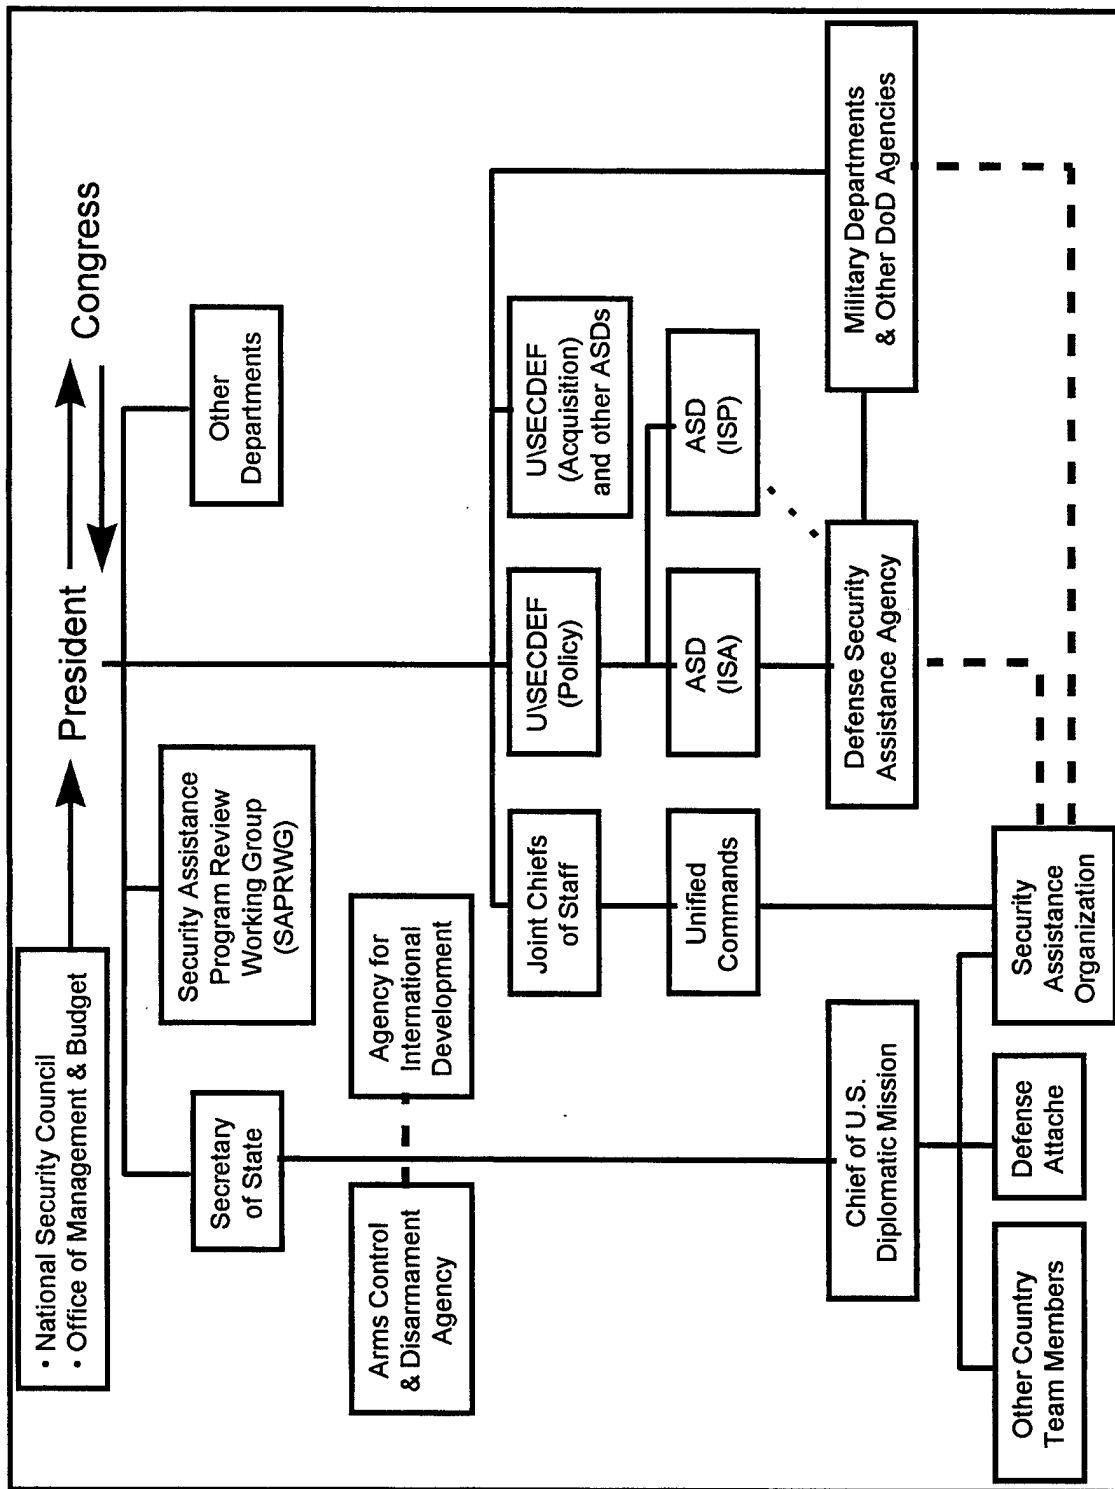 • National Security Council
• Office of Management & Budget
President
Congress
Secretary
of State
Security Assistance
Program Review
Working Group
(SAPRWG)
Other
Departments
Arms Control
& Disarmament
Agency
Agency for
International
Development
Joint Chiefs
of Staff
U\SECDEF
(Policy)
U\SECDEF
(Acquisition)
and other ASDs
Unified
Commands
ASD
(ISA)
ASD
(ISP)
Chief of U.S.
Diplomatic Mission
Defense Security
Assistance Agency
Military Departments
& Other DoD Agencies
Other Country
Team Members
Defense
Attache
Security
Assistance
Organization